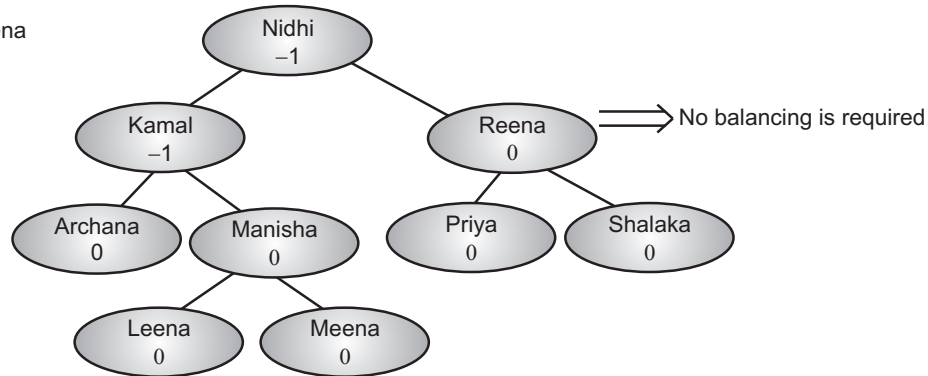 ena
Nidhi
–1
Kamal
–1
Reena
0
No balancing is required
Archana
0
Manisha
0
Priya
0
Shalaka
0
Leena
0
Meena
0